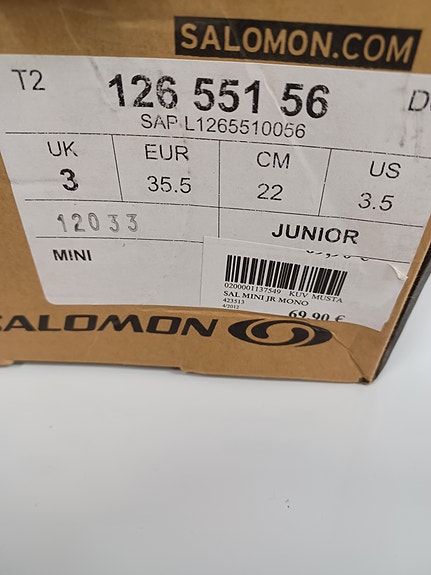 SALOMON.COM
T2
126 551 56
SAP L1265510056
UK EUR CM US
3 35.5 22 3.5
12033 JUNIOR
MINI
0200001137549 KUV MUSTA
SAL MINI JR MONO
423513
4/2012
69,90 €
SALOMON